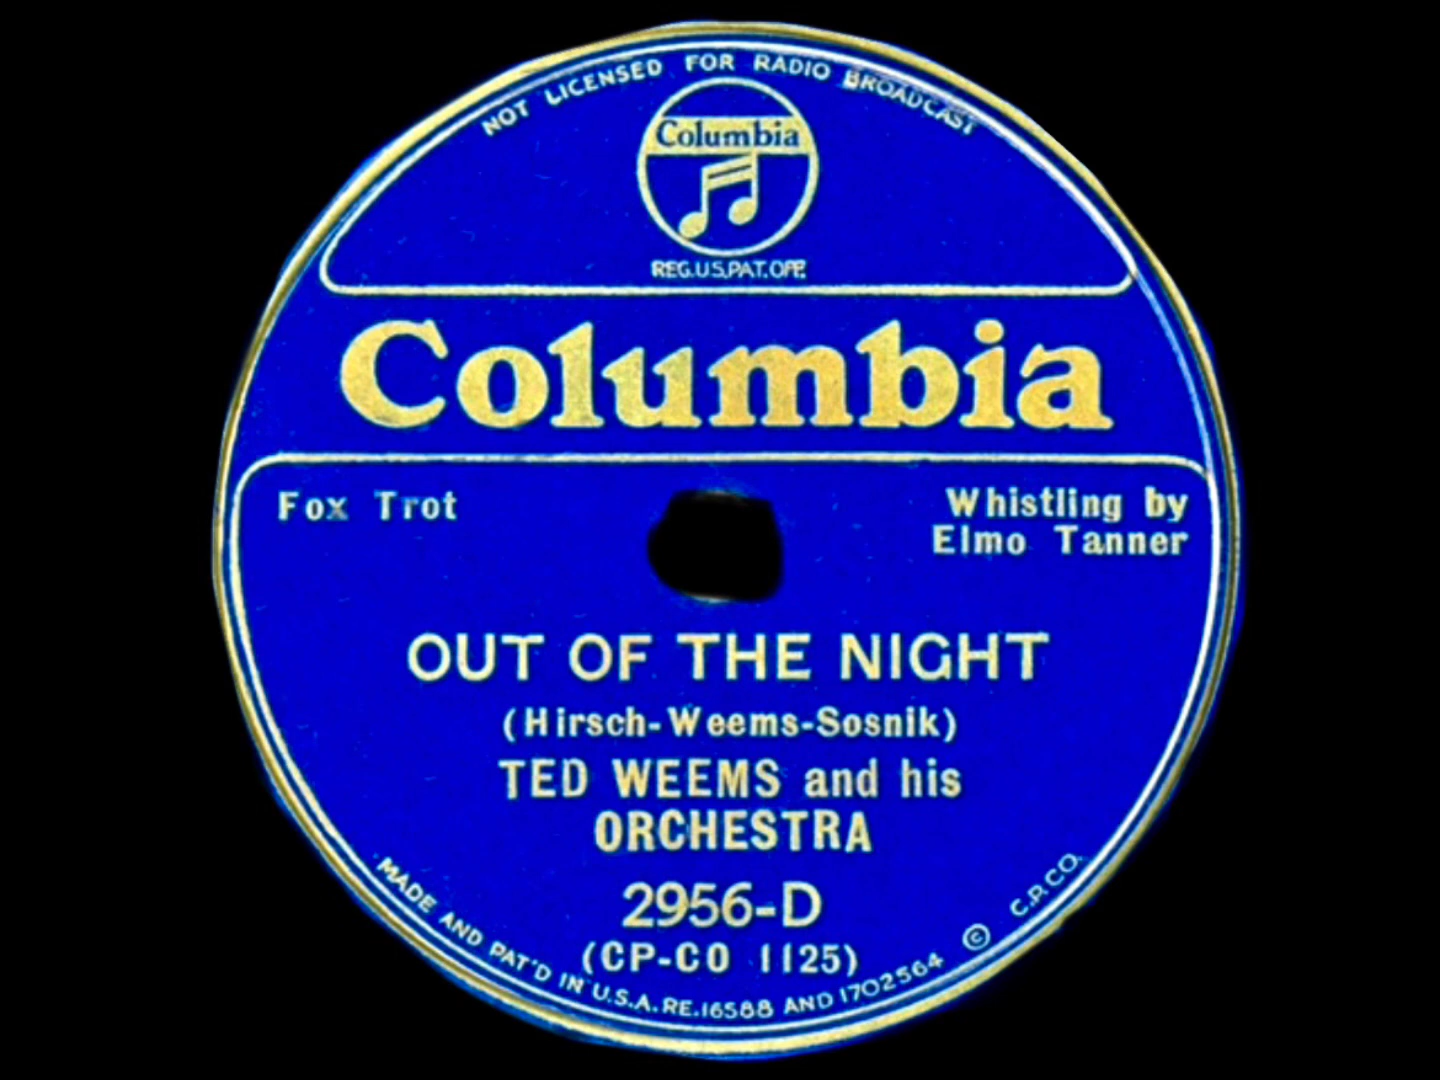 NOT LICENSED FOR RADIO BROADCAST
Columbia
REG.U.S.PAT.OFF.
Columbia
Fox Trot
Whistling by
Elmo Tanner
OUT OF THE NIGHT
(Hirsch-Weems-Sosnik)
TED WEEMS and his
ORCHESTRA
2956-D
(CP-CO 1125)
MADE AND PAT'D IN U.S.A. RE.16588 AND 1702564 © C.P.CO.